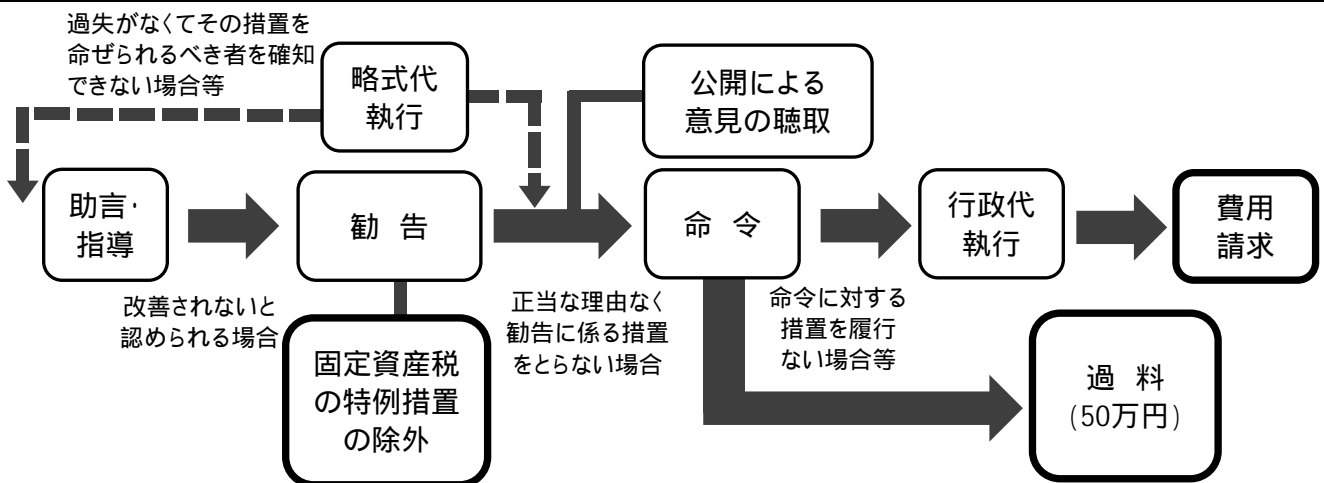 過失がなくてその措置を
命ぜられるべき者を確知
できない場合等
略式代
執行
公開による
意見の聴取
助言・
指導
勧 告
命 令
行政代
執行
費用
請求
改善されないと
認められる場合
正当な理由なく
勧告に係る措置
をとらない場合
命令に対する
措置を履行
ない場合等
固定資産税
の特例措置
の除外
過 料
(50万円)